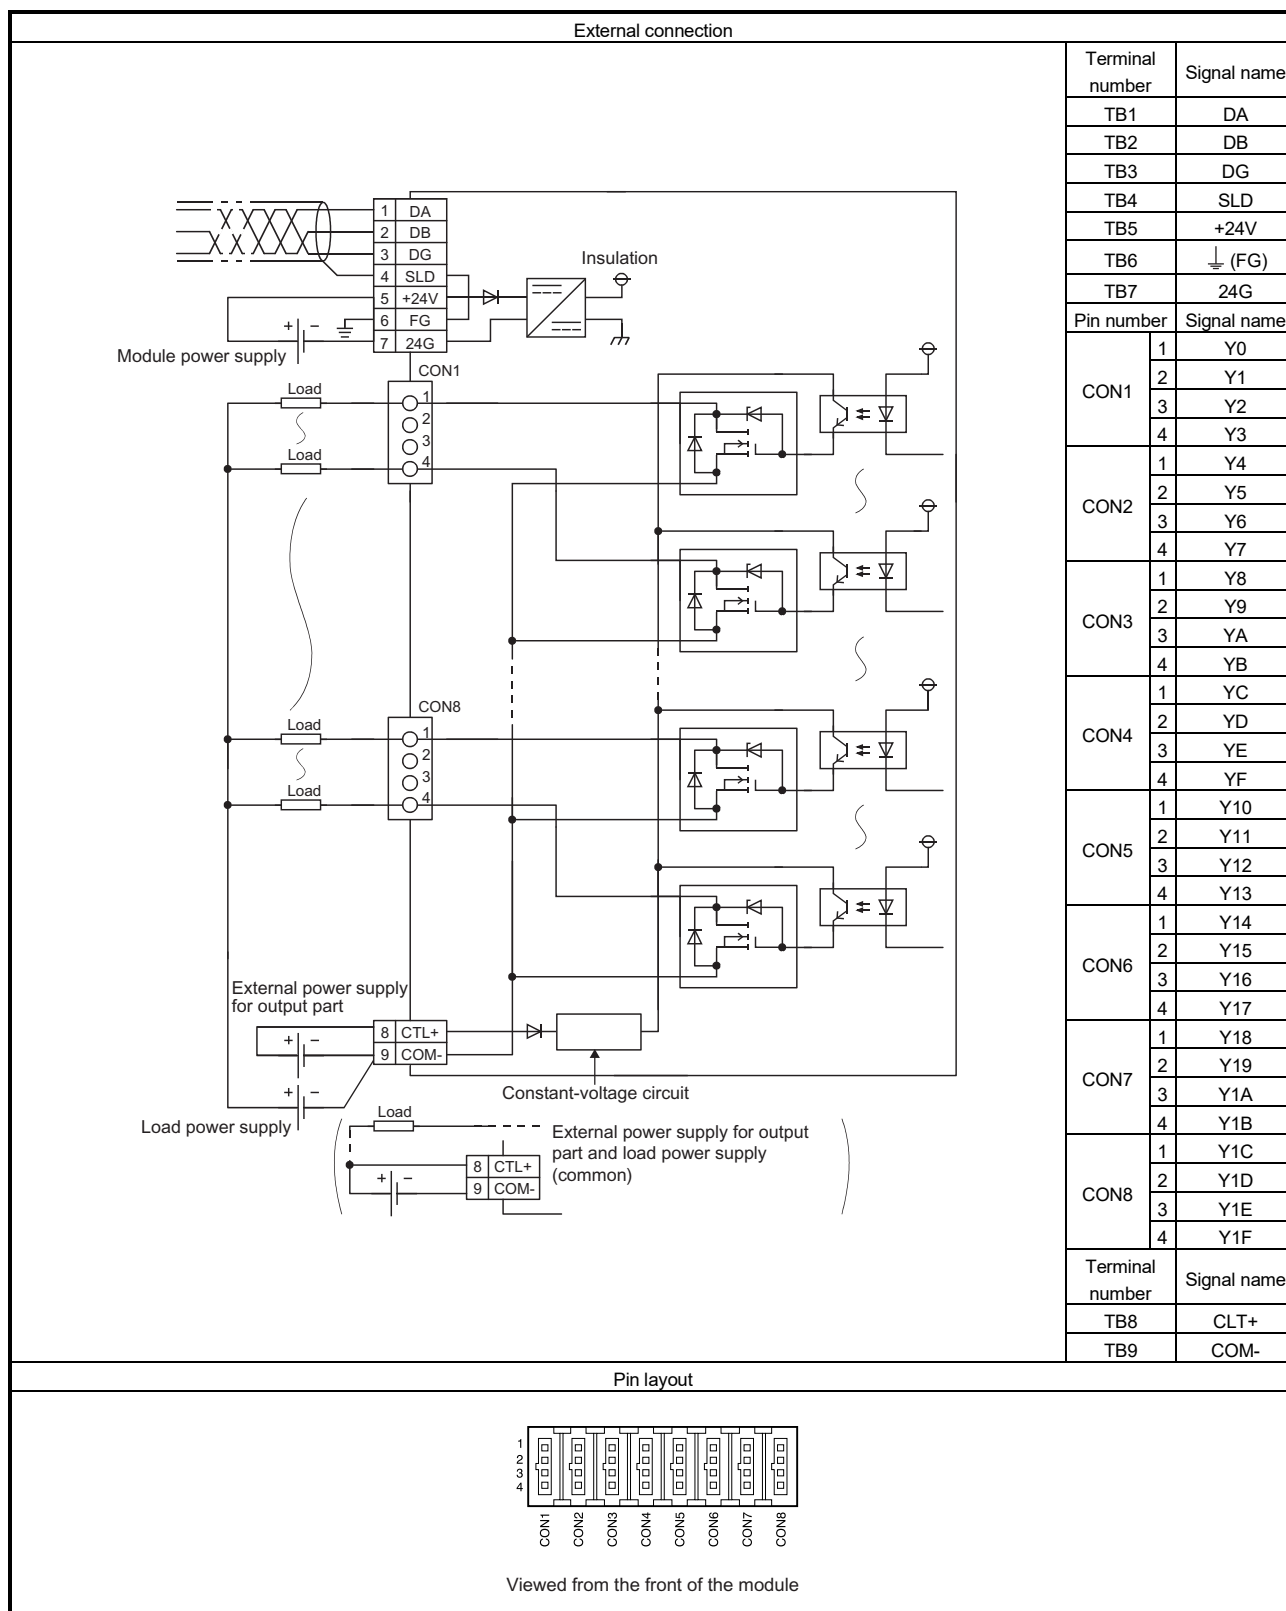 External connection
Terminal number Signal name
TB1 DA
TB2 DB
TB3 DG
TB4 SLD
TB5 +24V
TB6 ⏚ (FG)
TB7 24G
Pin number Signal name
CON1
1 Y0
2 Y1
3 Y2
4 Y3
CON2
1 Y4
2 Y5
3 Y6
4 Y7
CON3
1 Y8
2 Y9
3 YA
4 YB
CON4
1 YC
2 YD
3 YE
4 YF
CON5
1 Y10
2 Y11
3 Y12
4 Y13
CON6
1 Y14
2 Y15
3 Y16
4 Y17
CON7
1 Y18
2 Y19
3 Y1A
4 Y1B
CON8
1 Y1C
2 Y1D
3 Y1E
4 Y1F
Terminal number Signal name
TB8 CLT+
TB9 COM-
1 DA
2 DB
3 DG
4 SLD
5 +24V
6 FG
7 24G
Insulation
+ −
Module power supply
CON1
Load
1
2
3
4
Load
CON8
Load
1
2
3
4
Load
External power supply
for output part
8 CTL+
9 COM-
+ −
+ −
Load power supply
Constant-voltage circuit
Load
8 CTL+
9 COM-
+ −
External power supply for output
part and load power supply
(common)
Pin layout
1
2
3
4
CON1 CON2 CON3 CON4 CON5 CON6 CON7 CON8
Viewed from the front of the module